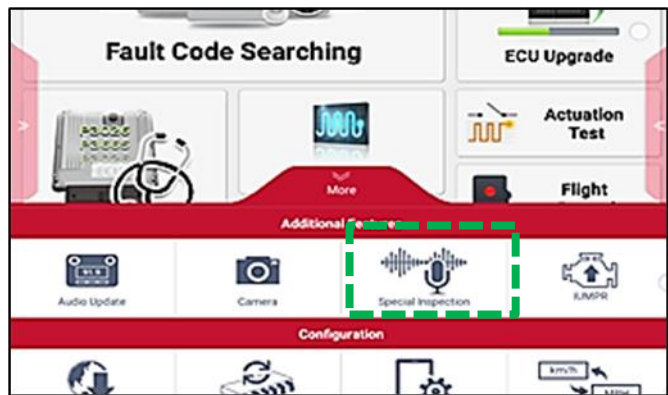 Fault Code Searching
ECU Upgrade
Actuation
Test
More
Flight
Additional Features
Audio Update
Camera
Special Inspection
IUMPR
Configuration
km/h